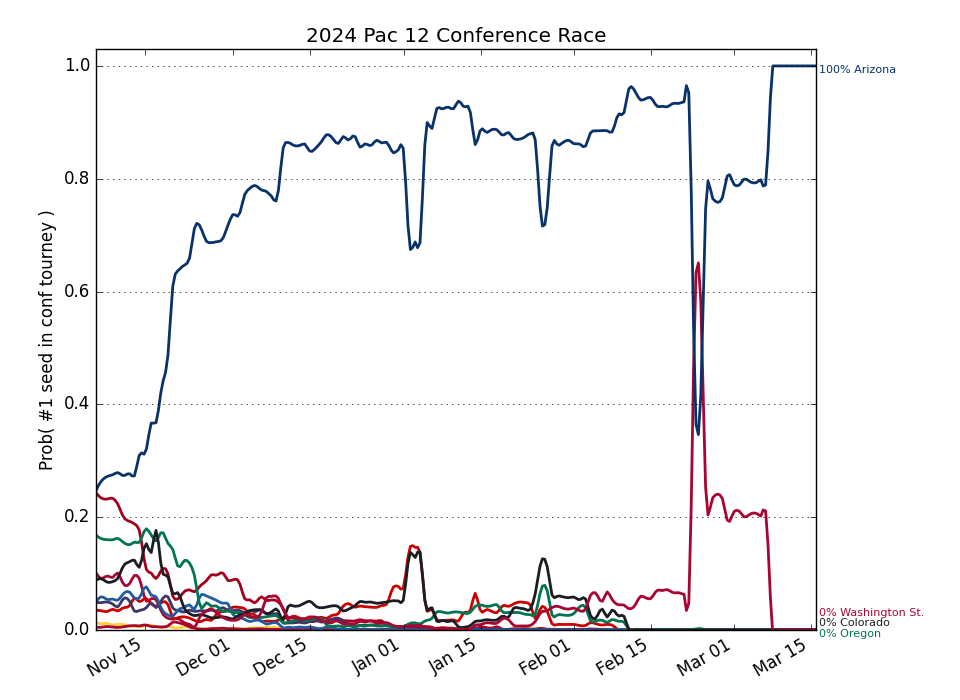 2024 Pac 12 Conference Race
Prob( #1 seed in conf tourney )
1.0
0.8
0.6
0.4
0.2
0.0
100% Arizona
0% Washington St.
0% Colorado
0% Oregon
Nov 15
Dec 01
Dec 15
Jan 01
Jan 15
Feb 01
Feb 15
Mar 01
Mar 15